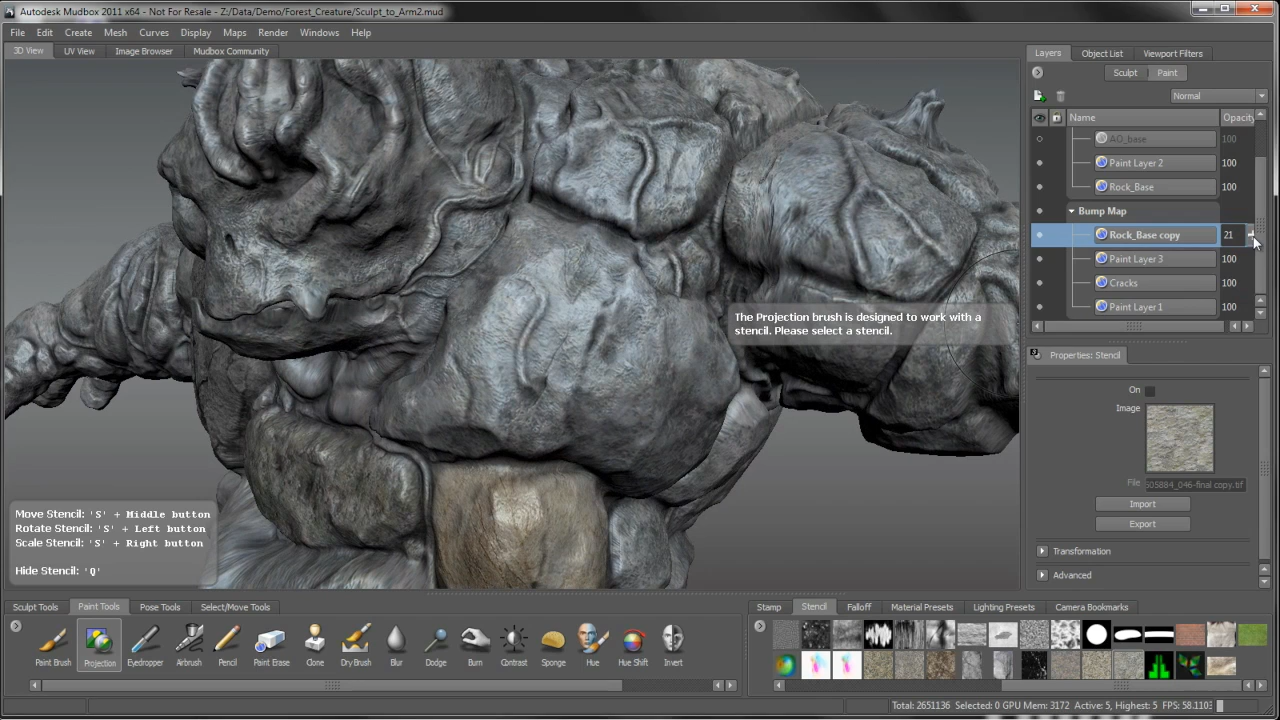 Autodesk Mudbox 2011 x64 - Not For Resale - Z:/Data/Demo/Forest_Creature/Sculpt_to_Arm2.mud
File Edit Create Mesh Curves Display Maps Render Windows Help
3D View UV View Image Browser Mudbox Community
Layers Object List Viewport Filters
Sculpt Paint
Normal
Name Opacity
AO_base 100
Paint Layer 2 100
Rock_Base 100
Bump Map
Rock_Base copy 21
Paint Layer 3 100
Cracks 100
Paint Layer 1 100
The Projection brush is designed to work with a
stencil. Please select a stencil.
Properties: Stencil
On
Image
File 505884_046-final copy.tif
Import
Export
Transformation
Advanced
Move Stencil: 'S' + Middle button
Rotate Stencil: 'S' + Left button
Scale Stencil: 'S' + Right button
Hide Stencil: 'Q'
Sculpt Tools Paint Tools Pose Tools Select/Move Tools
Paint Brush Projection Eyedropper Airbrush Pencil Paint Erase Clone Dry Brush Blur Dodge Burn Contrast Sponge Hue Hue Shift Invert
Stamp Stencil Falloff Material Presets Lighting Presets Camera Bookmarks
Total: 2651136 Selected: 0 GPU Mem: 3172 Active: 5, Highest: 5 FPS: 58.1103